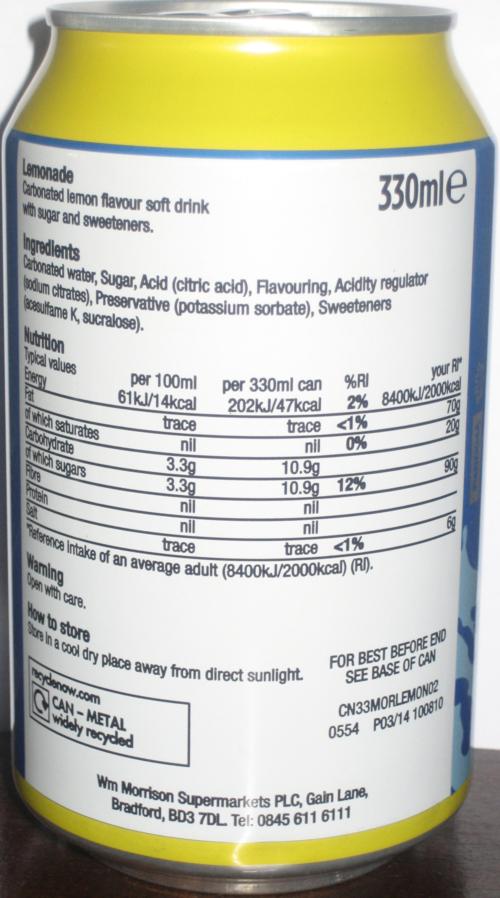 Lemonade
Carbonated lemon flavour soft drink
with sugar and sweeteners.
330ml e
Ingredients
Carbonated water, Sugar, Acid (citric acid), Flavouring, Acidity regulator
(sodium citrates), Preservative (potassium sorbate), Sweeteners
(acesulfame K, sucralose).
Nutrition
Typical values per 100ml per 330ml can %RI your RI*
Energy 61kJ/14kcal 202kJ/47kcal 2% 8400kJ/2000kcal
Fat trace trace <1% 70g
of which saturates nil nil 0% 20g
Carbohydrate 3.3g 10.9g
of which sugars 3.3g 10.9g 12% 90g
Fibre nil nil
Protein nil nil
Salt trace trace <1% 6g
*Reference intake of an average adult (8400kJ/2000kcal) (RI).
Warning
Open with care.
How to store
Store in a cool dry place away from direct sunlight.
FOR BEST BEFORE END
SEE BASE OF CAN
recyclenow.com
CAN - METAL
widely recycled
CN33MORLEMON02
0554 P03/14 100810
Wm Morrison Supermarkets PLC, Gain Lane,
Bradford, BD3 7DL. Tel: 0845 611 6111